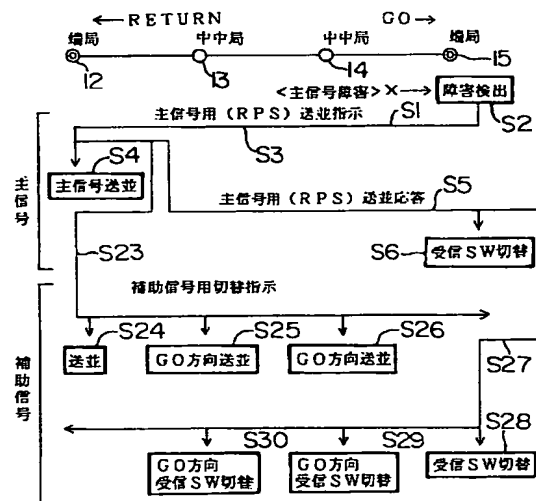 ← RETURN GO →
端局 中中局 中中局 端局
12 13 14 15
<主信号障害>×→ 障害検出
主信号用(RPS)送並指示 S1 S2
S3
S4
主信号送並
主信号用(RPS)送並応答 S5
S6 受信SW切替
主信号
S23
補助信号用切替指示
S24 S25 S26
送並 GO方向送並 GO方向送並
S27
S28
補助信号
S30 S29
GO方向受信SW切替 GO方向受信SW切替 受信SW切替